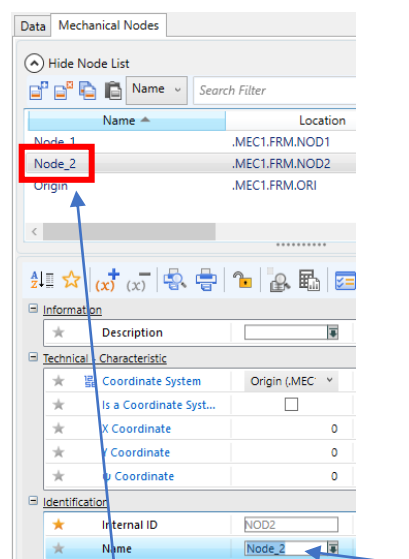 Data Mechanical Nodes
Hide Node List
Name Search Filter
Name Location
Node_1 .MEC1.FRM.NOD1
Node_2 .MEC1.FRM.NOD2
Origin .MEC1.FRM.ORI
(x) (x)
Information
Description
Technical - Characteristic
Coordinate System Origin (.MEC
Is a Coordinate Syst...
X Coordinate 0
Y Coordinate 0
ψ Coordinate 0
Identification
Internal ID NOD2
Name Node_2